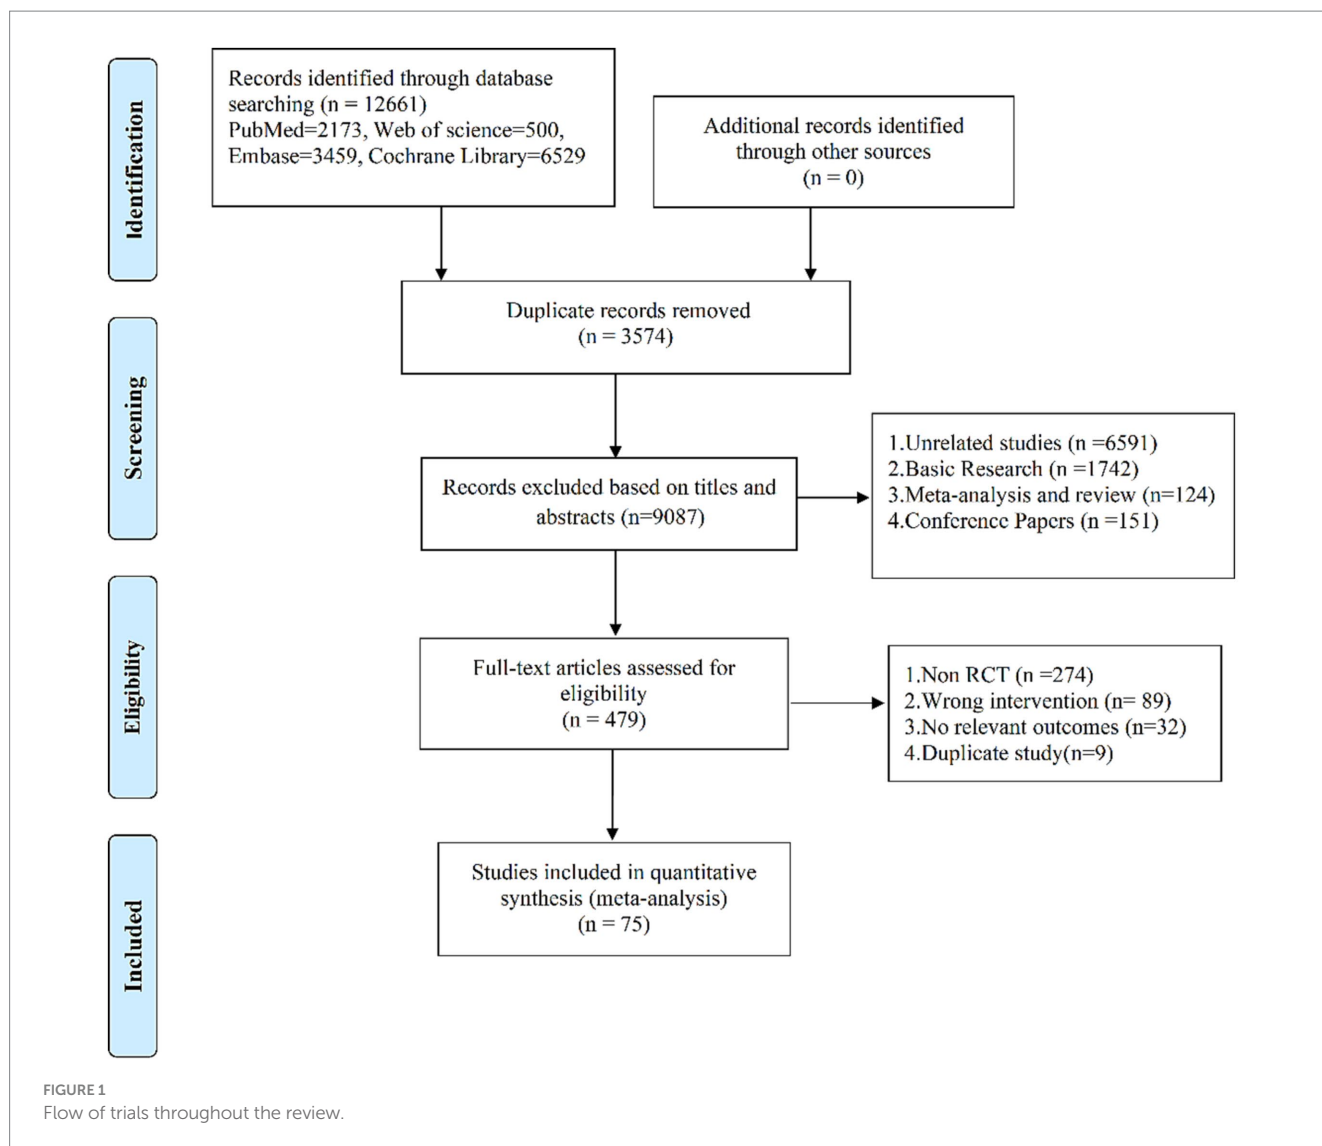 Identification
Records identified through database
searching (n = 12661)
PubMed=2173, Web of science=500,
Embase=3459, Cochrane Library=6529
Additional records identified
through other sources
(n = 0)
Duplicate records removed
(n = 3574)
Screening
Records excluded based on titles and
abstracts (n=9087)
1.Unrelated studies (n =6591)
2.Basic Research (n =1742)
3.Meta-analysis and review (n=124)
4.Conference Papers (n =151)
Eligibility
Full-text articles assessed for
eligibility
(n = 479)
1.Non RCT (n =274)
2.Wrong intervention (n= 89)
3.No relevant outcomes (n=32)
4.Duplicate study(n=9)
Included
Studies included in quantitative
synthesis (meta-analysis)
(n = 75)
FIGURE 1
Flow of trials throughout the review.